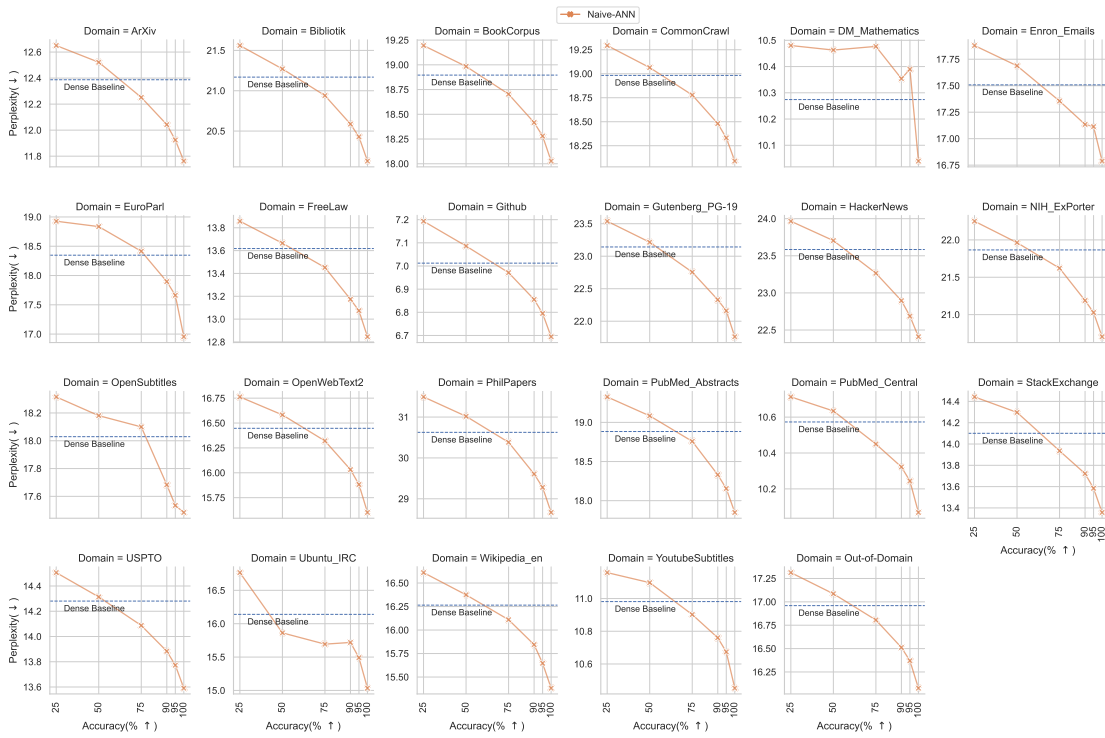 Naive-ANN
Domain = ArXiv
Domain = Bibliotik
Domain = BookCorpus
Domain = CommonCrawl
Domain = DM_Mathematics
Domain = Enron_Emails
Perplexity(↓)
12.6
12.4
12.2
12.0
11.8
Dense Baseline
21.5
21.0
20.5
Dense Baseline
19.25
19.00
18.75
18.50
18.25
18.00
Dense Baseline
19.25
19.00
18.75
18.50
18.25
Dense Baseline
10.5
10.4
10.3
10.2
10.1
Dense Baseline
17.75
17.50
17.25
17.00
16.75
Dense Baseline
Domain = EuroParl
Domain = FreeLaw
Domain = Github
Domain = Gutenberg_PG-19
Domain = HackerNews
Domain = NIH_ExPorter
Perplexity(↓)
19.0
18.5
18.0
17.5
17.0
Dense Baseline
13.8
13.6
13.4
13.2
13.0
12.8
Dense Baseline
7.2
7.1
7.0
6.9
6.8
6.7
Dense Baseline
23.5
23.0
22.5
22.0
Dense Baseline
24.0
23.5
23.0
22.5
Dense Baseline
22.0
21.5
21.0
Dense Baseline
Domain = OpenSubtitles
Domain = OpenWebText2
Domain = PhilPapers
Domain = PubMed_Abstracts
Domain = PubMed_Central
Domain = StackExchange
Perplexity(↓)
18.2
18.0
17.8
17.6
Dense Baseline
16.75
16.50
16.25
16.00
15.75
Dense Baseline
31
30
29
Dense Baseline
19.0
18.5
18.0
Dense Baseline
10.6
10.4
10.2
Dense Baseline
14.4
14.2
14.0
13.8
13.6
13.4
Dense Baseline
25
50
75
90
95
100
Accuracy(% ↑ )
Domain = USPTO
Domain = Ubuntu_IRC
Domain = Wikipedia_en
Domain = YoutubeSubtitles
Domain = Out-of-Domain
Perplexity(↓)
14.4
14.2
14.0
13.8
13.6
Dense Baseline
25
50
75
90
95
100
Accuracy(% ↑ )
16.5
16.0
15.5
15.0
Dense Baseline
25
50
75
90
95
100
Accuracy(% ↑ )
16.50
16.25
16.00
15.75
15.50
Dense Baseline
25
50
75
90
95
100
Accuracy(% ↑ )
11.0
10.8
10.6
Dense Baseline
25
50
75
90
95
100
Accuracy(% ↑ )
17.25
17.00
16.75
16.50
16.25
Dense Baseline
25
50
75
90
95
100
Accuracy(% ↑ )